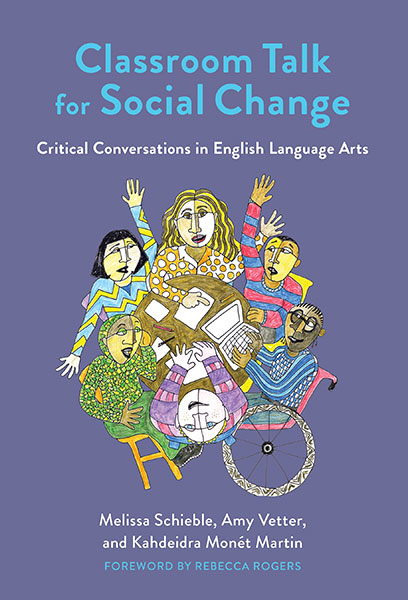 Classroom Talk
for Social Change
Critical Conversations in English Language Arts
Melissa Schieble, Amy Vetter,
and Kahdeidra Monét Martin
FOREWORD BY REBECCA ROGERS